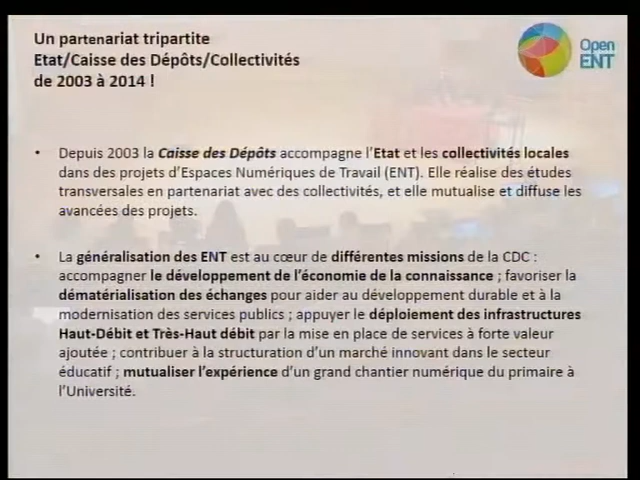 Un partenariat tripartite
Etat/Caisse des Dépôts/Collectivités
de 2003 à 2014 !
Open
ENT
• Depuis 2003 la Caisse des Dépôts accompagne l'Etat et les collectivités locales
dans des projets d'Espaces Numériques de Travail (ENT). Elle réalise des études
transversales en partenariat avec des collectivités, et elle mutualise et diffuse les
avancées des projets.
• La généralisation des ENT est au cœur de différentes missions de la CDC :
accompagner le développement de l'économie de la connaissance ; favoriser la
dématérialisation des échanges pour aider au développement durable et à la
modernisation des services publics ; appuyer le déploiement des infrastructures
Haut-Débit et Très-Haut débit par la mise en place de services à forte valeur
ajoutée ; contribuer à la structuration d'un marché innovant dans le secteur
éducatif ; mutualiser l'expérience d'un grand chantier numérique du primaire à
l'Université.